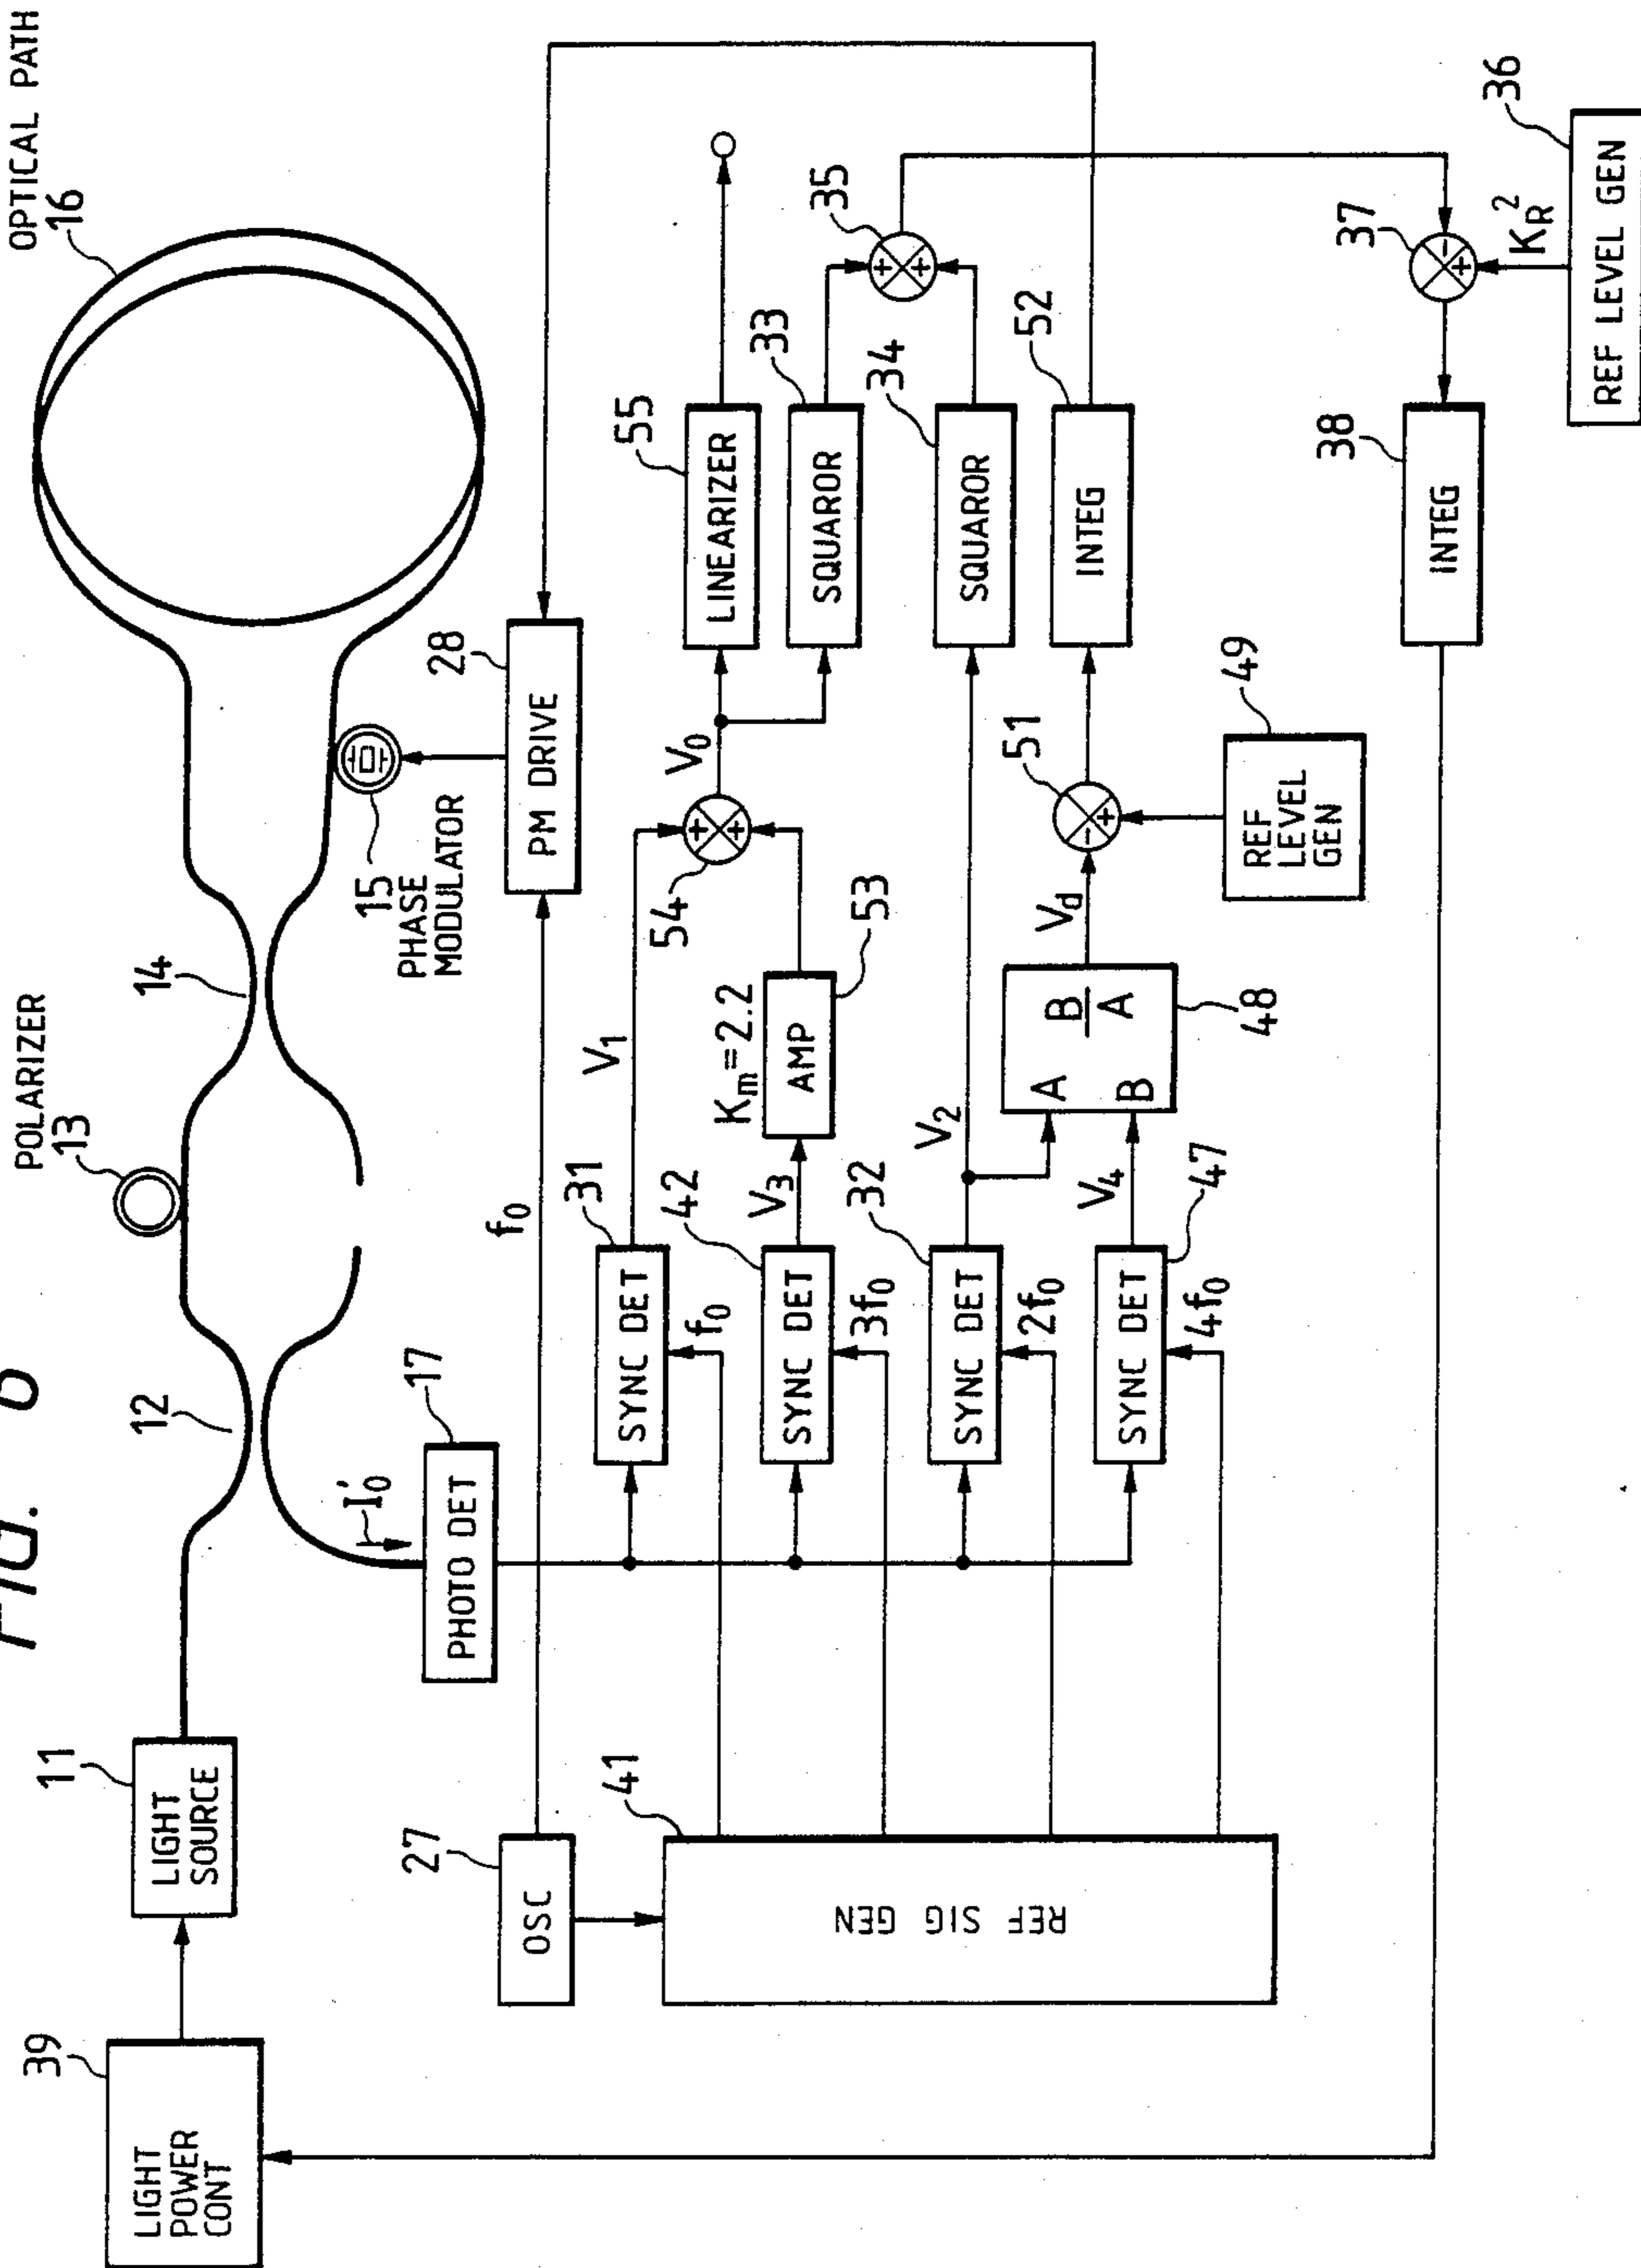 FIG. 6
OPTICAL PATH
16
POLARIZER
13
12
14
11
LIGHT
SOURCE
39
LIGHT
POWER
CONT
I'0
17
PHOTO DET
15
PHASE
MODULATOR
28
PM DRIVE
f0
27
OSC
41
REF SIG GEN
31
SYNC DET
f0
V1
42
SYNC DET
3f0
V3
Km=2.2
AMP
53
54
V0
55
LINEARIZER
33
SQUAROR
35
+
+
+
+
32
SYNC DET
2f0
V2
34
SQUAROR
47
SYNC DET
4f0
V4
A
B
B
A
48
Vd
51
-
+
49
REF
LEVEL
GEN
52
INTEG
37
-
+
KR2
36
REF LEVEL GEN
38
INTEG